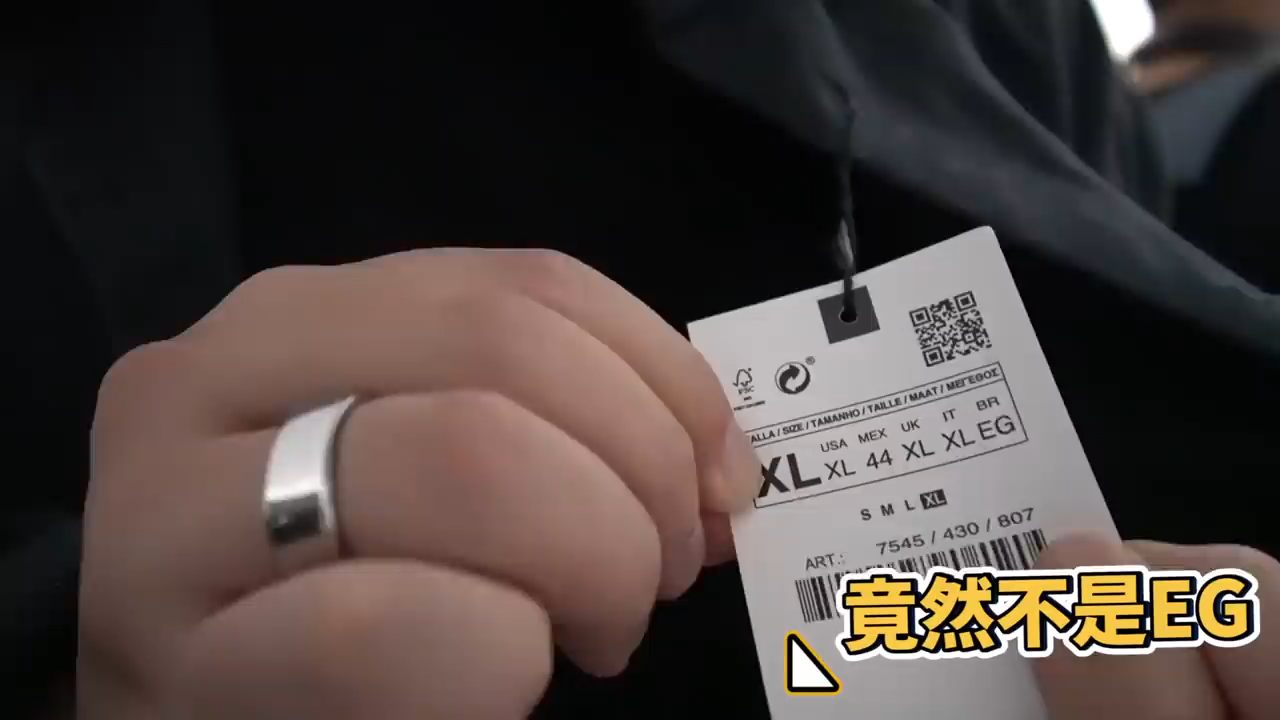 FSC
®
ALLA / SIZE / TAMANHO / TAILLE / MAAT / ΜΕΓΕΘΟΣ
USA MEX UK IT BR
XL XL 44 XL XL EG
S M L XL
ART.: 7545 / 430 / 807
竟然不是EG